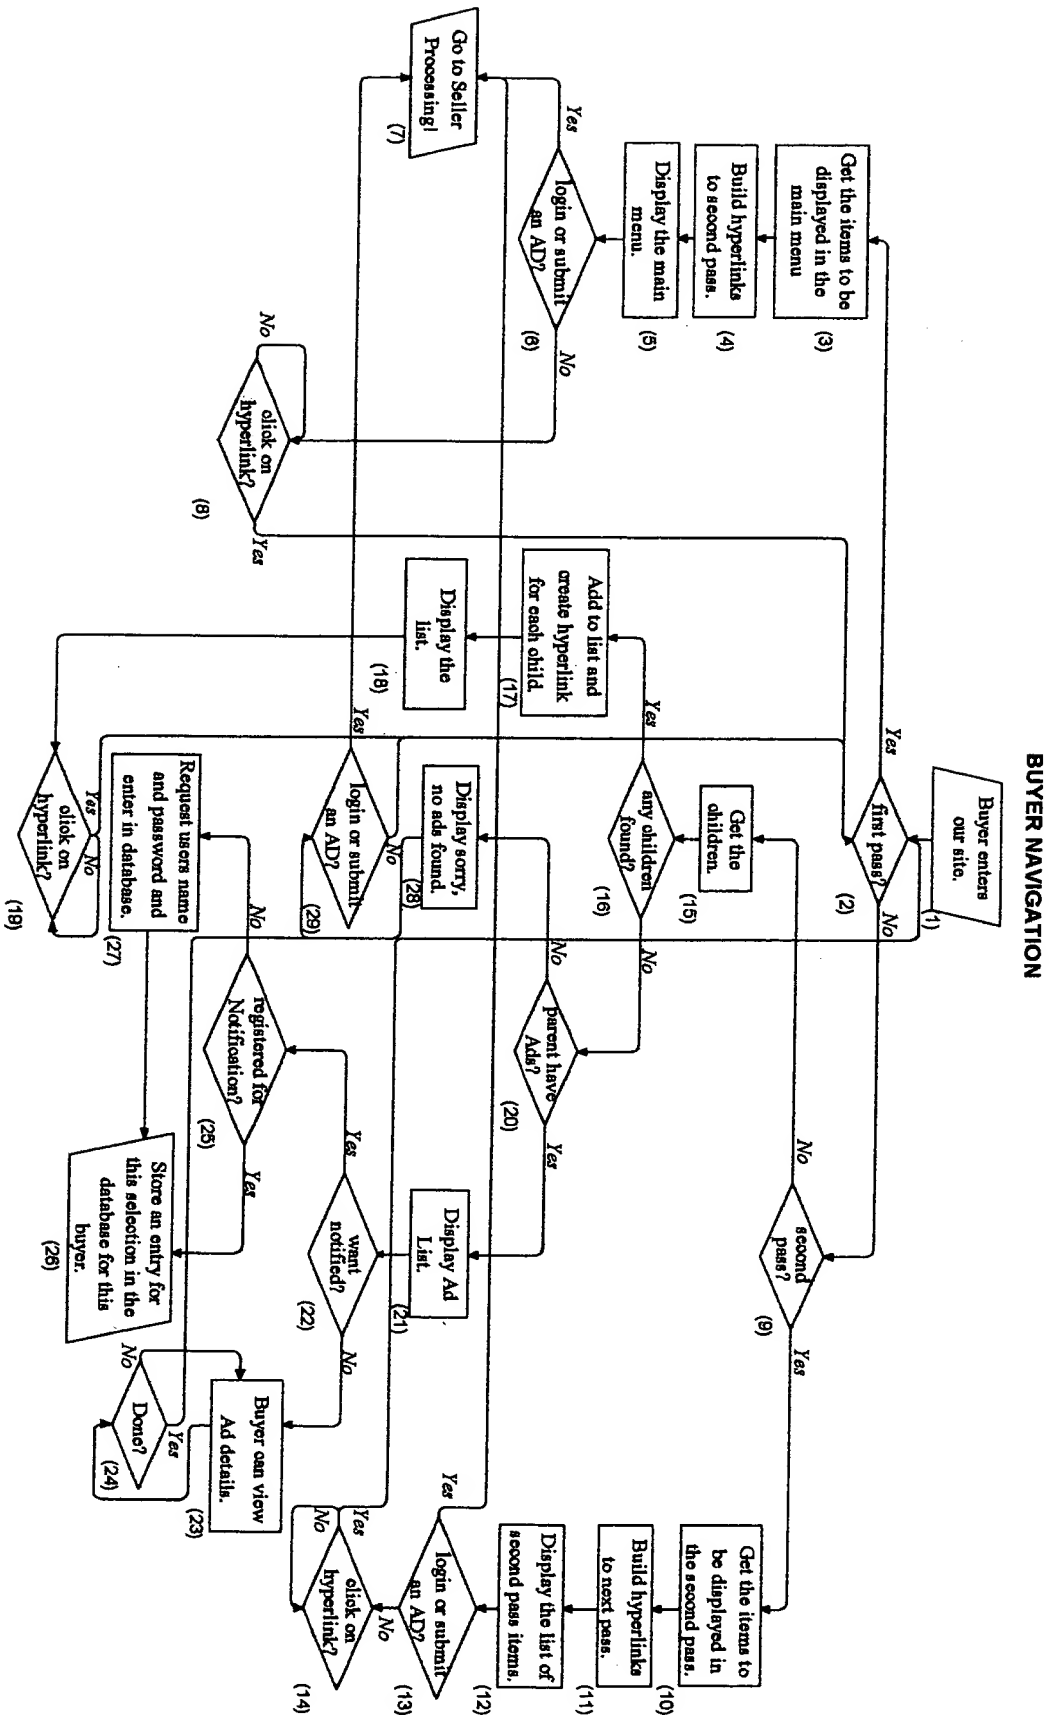 BUYER NAVIGATION
Buyer enters
our site.
(1)
first pass?
(2)
Yes
No
Get the items to be
displayed in the
main menu
(3)
Build hyperlinks
to second pass.
(4)
Display the main
menu.
(5)
login or submit
an AD?
(6)
Yes
No
Go to Seller
Processing!
(7)
click on
hyperlink?
(8)
No
Yes
second
pass?
(9)
No
Yes
Get the items to
be displayed in
the second pass.
(10)
Build hyperlinks
to next pass.
(11)
Display the list of
second pass items.
(12)
login or submit
an AD?
(13)
Yes
No
click on
hyperlink?
(14)
Yes
No
Get the
children.
(15)
any children
found?
(16)
Yes
No
Add to list and
create hyperlink
for each child.
(17)
Display the
list.
(18)
click on
hyperlink?
(19)
Yes
No
parent have
Ads?
(20)
No
Yes
Display Ad
List.
(21)
want
notified?
(22)
Yes
No
Buyer can view
Ad details.
(23)
Done?
(24)
No
Yes
registered for
Notification?
(25)
No
Yes
Store an entry for
this selection in the
database for this
buyer.
(26)
Request users name
and password and
enter in database.
(27)
Display sorry,
no ads found.
(28)
login or submit
an AD?
(29)
Yes
No